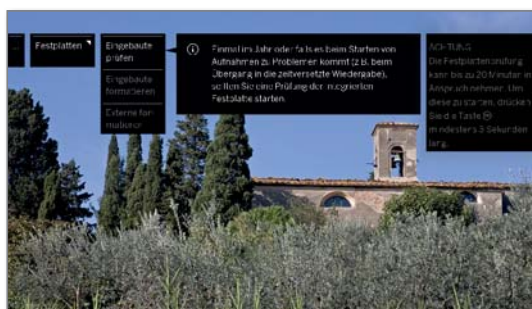 ...
Festplatten
Eingebaute
prüfen
Eingebaute
formatieren
Externe for-
matieren
Einmal im Jahr oder falls es beim Starten von
Aufnahmen zu Problemen kommt (z.B. beim
Übergang in die zeitversetzte Wiedergabe),
sollten Sie eine Prüfung der integrierten
Festplatte starten.
ACHTUNG
Die Festplattenprüfung
kann bis zu 20 Minuten in
Anspruch nehmen. Um
diese zu starten, drücken
Sie die Taste
mindestens 3 Sekunden
lang.